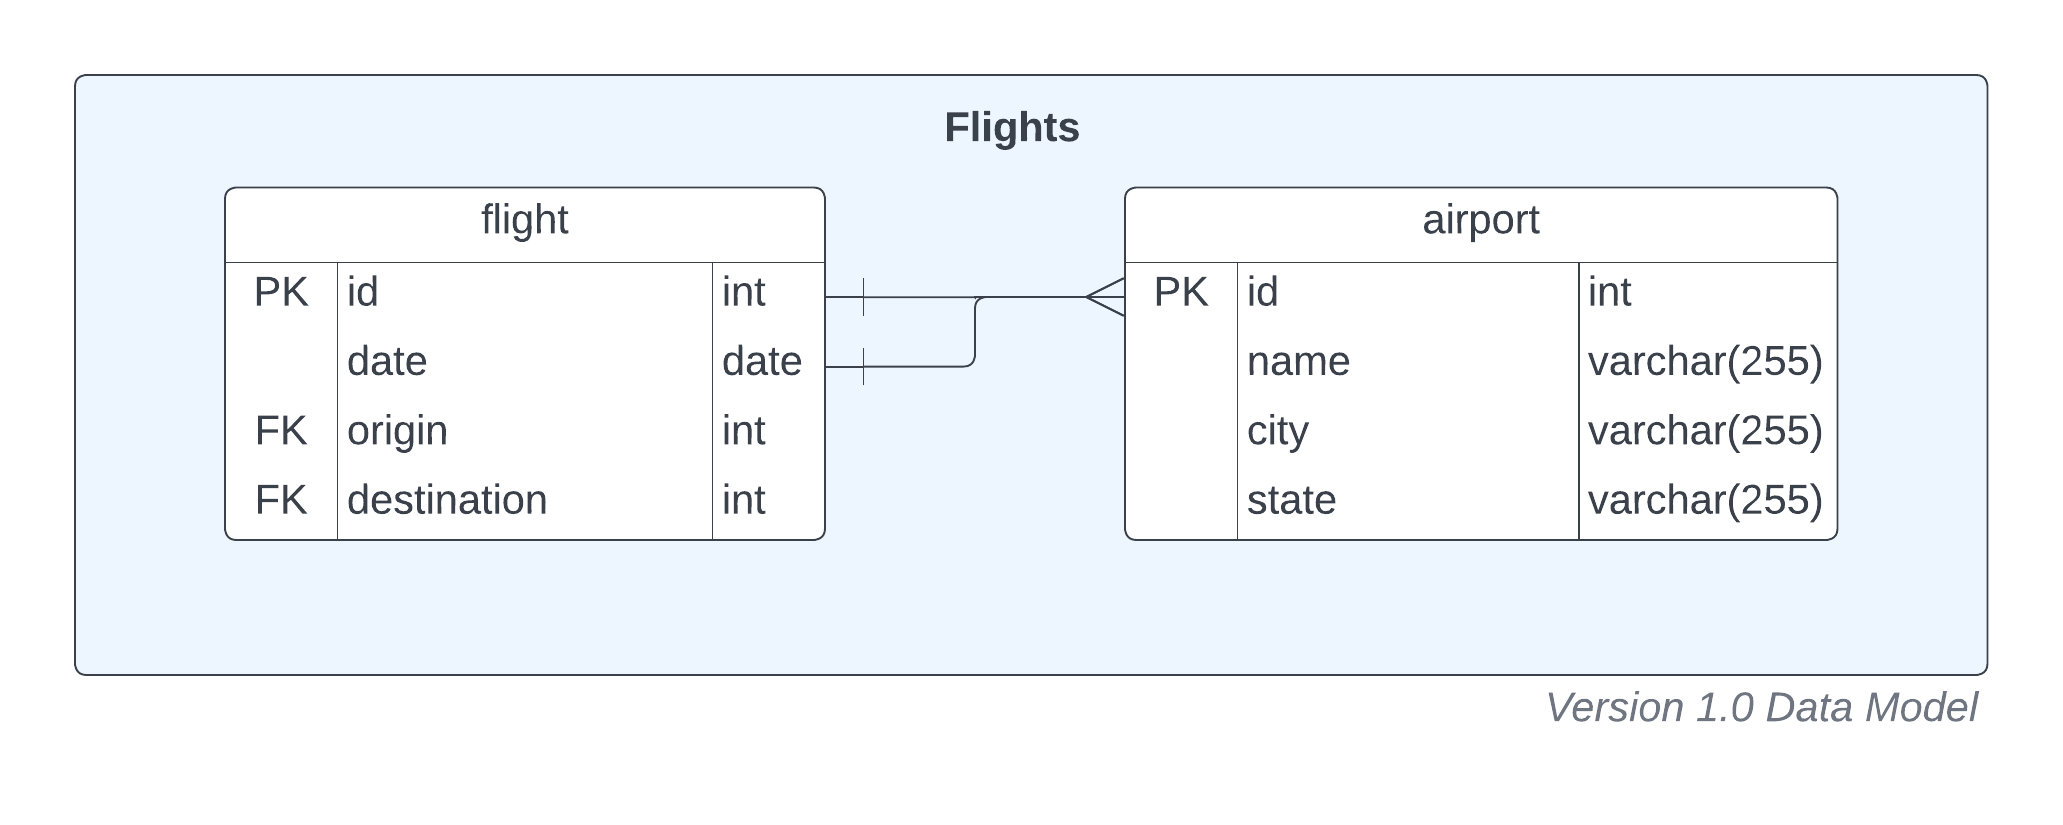 Flights
flight
PK id int
date date
FK origin int
FK destination int
airport
PK id int
name varchar(255)
city varchar(255)
state varchar(255)
Version 1.0 Data Model